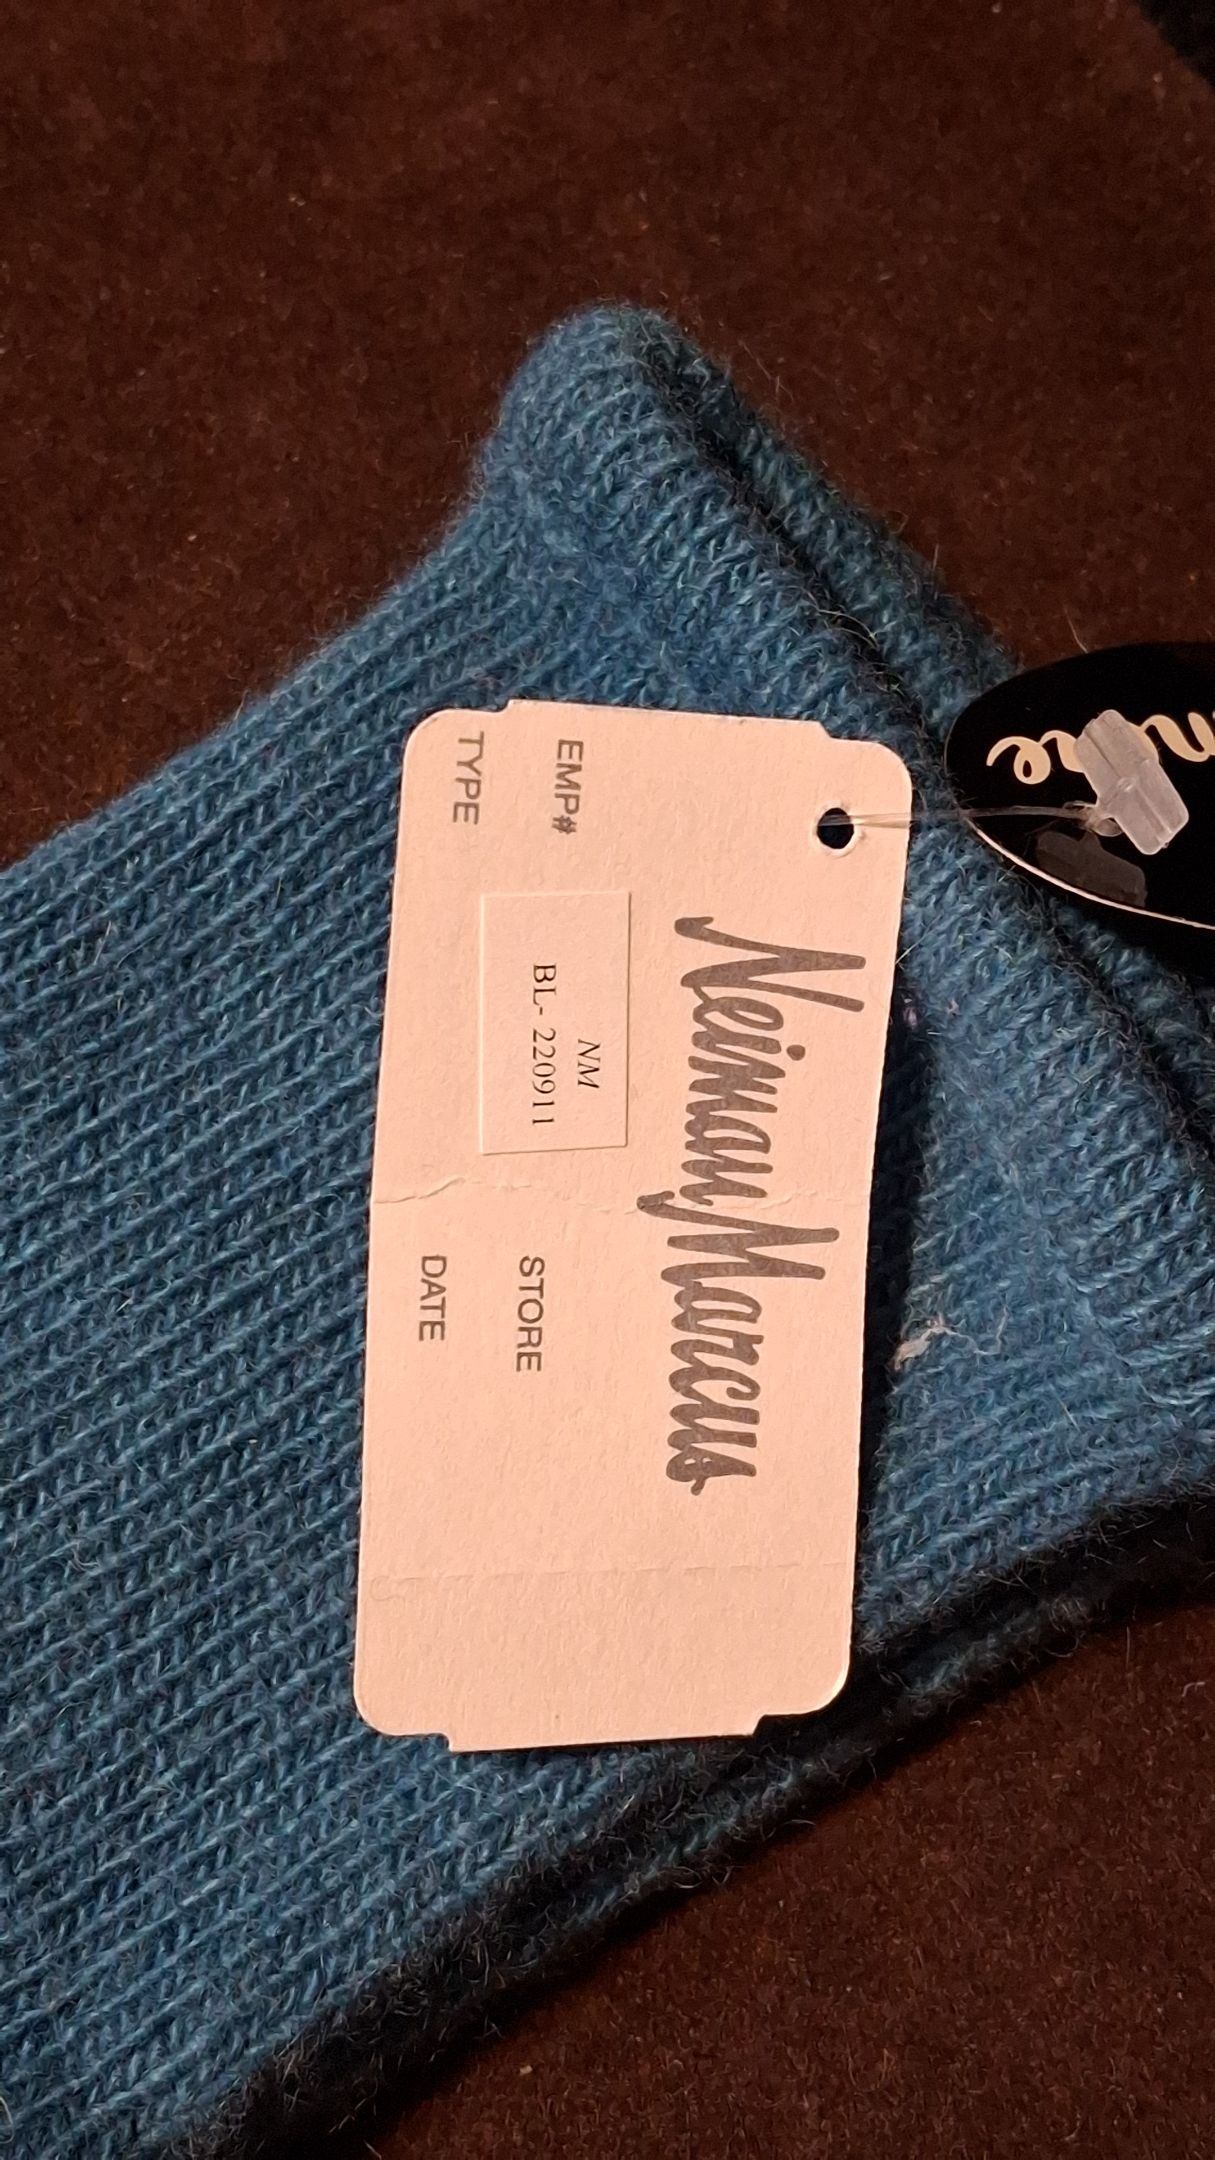 Neiman Marcus
EMP#
STORE
NM
BL- 220911
TYPE
DATE